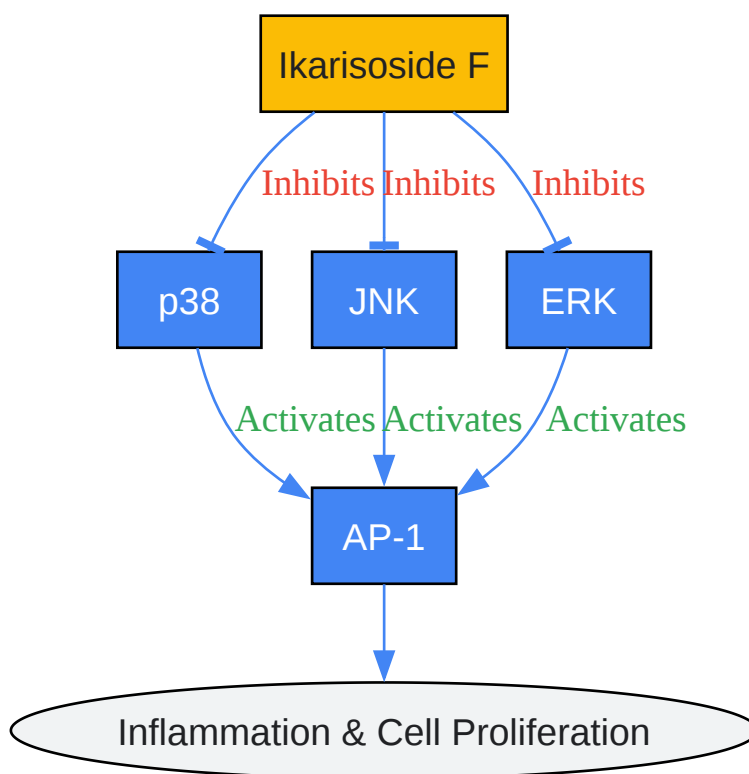 Ikarisoside F
Inhibits Inhibits Inhibits
p38 JNK ERK
Activates Activates Activates
AP-1
Inflammation & Cell Proliferation